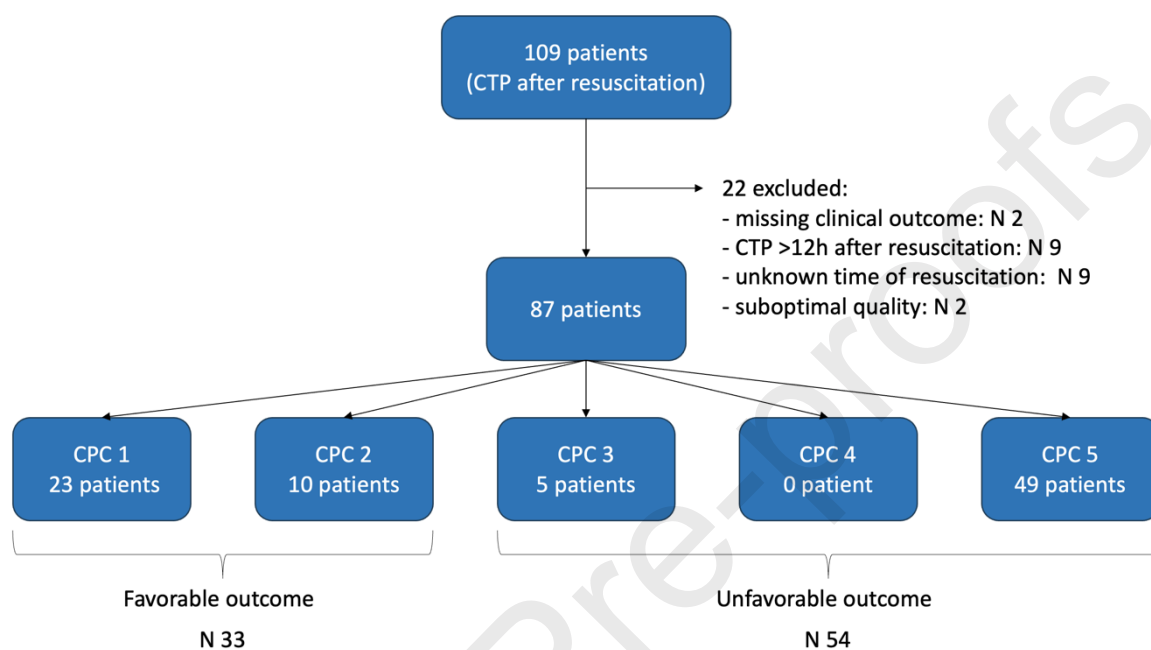 109 patients
(CTP after resuscitation)
22 excluded:
- missing clinical outcome: N 2
- CTP >12h after resuscitation: N 9
- unknown time of resuscitation: N 9
- suboptimal quality: N 2
87 patients
CPC 1
23 patients
CPC 2
10 patients
CPC 3
5 patients
CPC 4
0 patient
CPC 5
49 patients
Favorable outcome
N 33
Unfavorable outcome
N 54
Pre-proofs